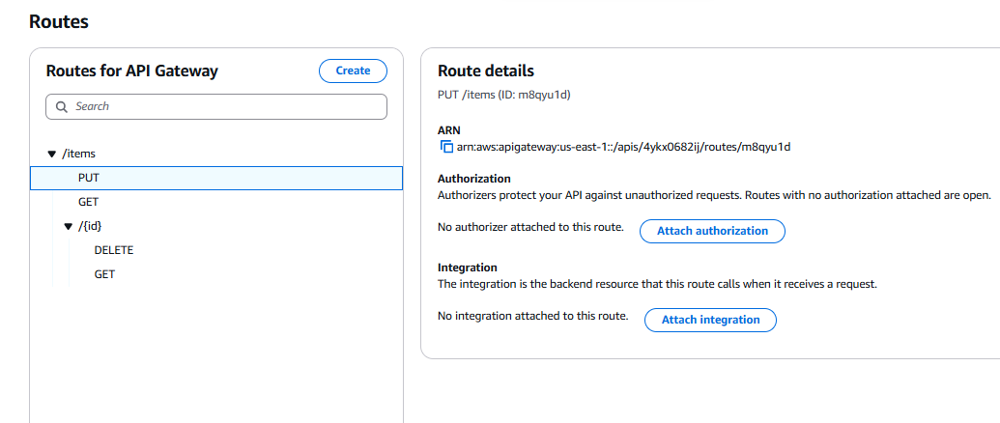 Routes
Routes for API Gateway
Create
Search
/items
PUT
GET
/{id}
DELETE
GET
Route details
PUT /items (ID: m8qyu1d)
ARN
arn:aws:apigateway:us-east-1::/apis/4ykx0682ij/routes/m8qyu1d
Authorization
Authorizers protect your API against unauthorized requests. Routes with no authorization attached are open.
No authorizer attached to this route.
Attach authorization
Integration
The integration is the backend resource that this route calls when it receives a request.
No integration attached to this route.
Attach integration